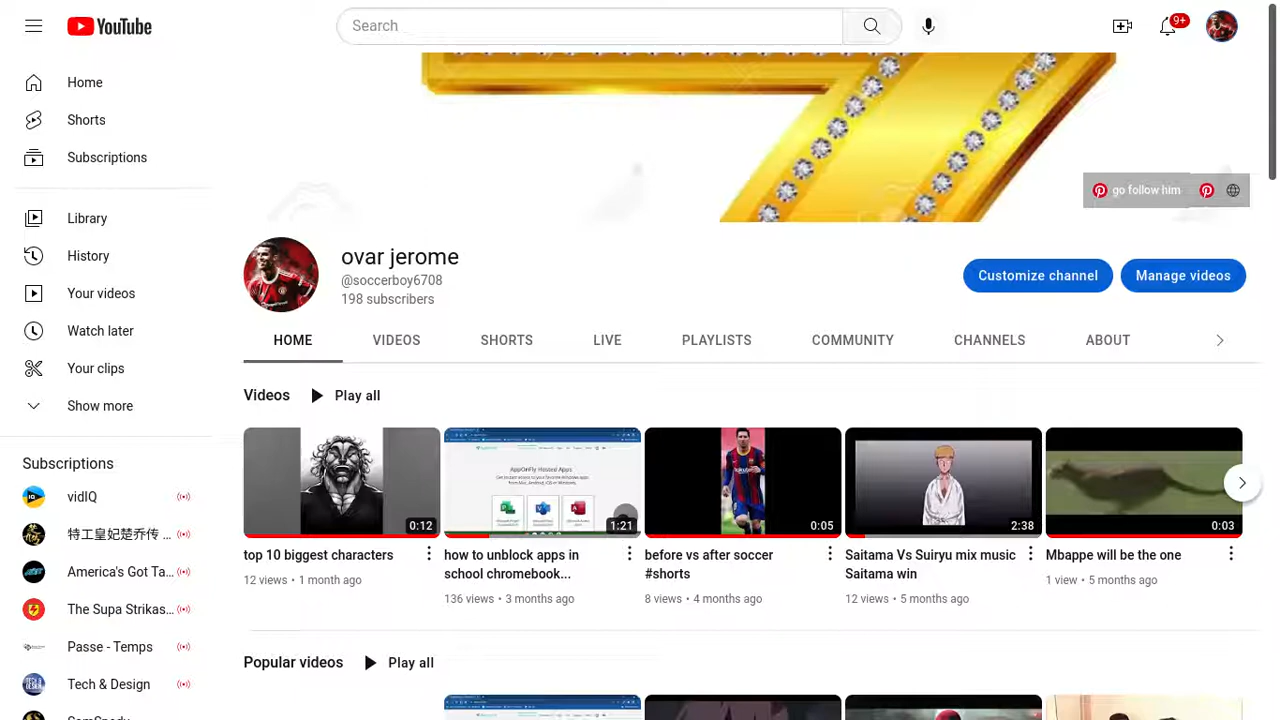 YouTube
Search
9+
Home
Shorts
Subscriptions
Library
History
Your videos
Watch later
Your clips
Show more
Subscriptions
vidIQ
特工皇妃楚乔传 ...
America's Got Ta...
The Supa Strikas...
Passe - Temps
Tech & Design
go follow him
ovar jerome
@soccerboy6708
198 subscribers
Customize channel
Manage videos
HOME
VIDEOS
SHORTS
LIVE
PLAYLISTS
COMMUNITY
CHANNELS
ABOUT
Videos
Play all
AppOnFly Hosted Apps
0:12
1:21
0:05
2:38
0:03
top 10 biggest characters
12 views • 1 month ago
how to unblock apps in
school chromebook...
136 views • 3 months ago
before vs after soccer
#shorts
8 views • 4 months ago
Saitama Vs Suiryu mix music
Saitama win
12 views • 5 months ago
Mbappe will be the one
1 view • 5 months ago
Popular videos
Play all